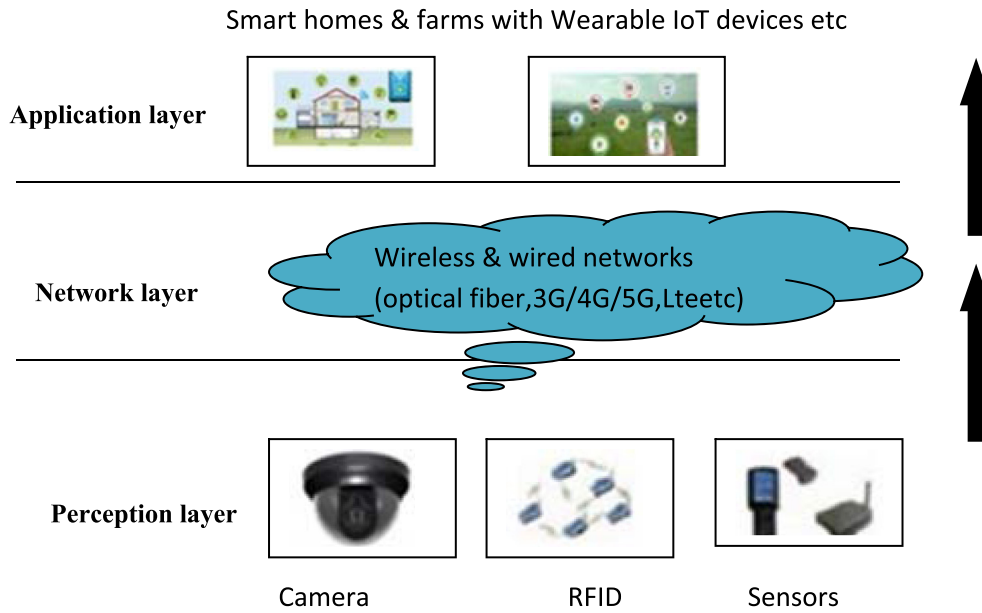 Smart homes & farms with Wearable IoT devices etc
Application layer
Wireless & wired networks
Network layer
(optical fiber,3G/4G/5G,Lteetc)
Perception layer
Camera
RFID
Sensors